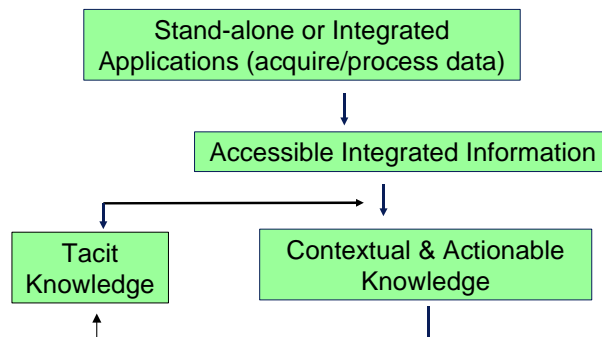 Stand-alone or Integrated
Applications (acquire/process data)
Accessible Integrated Information
Tacit
Knowledge
Contextual & Actionable
Knowledge